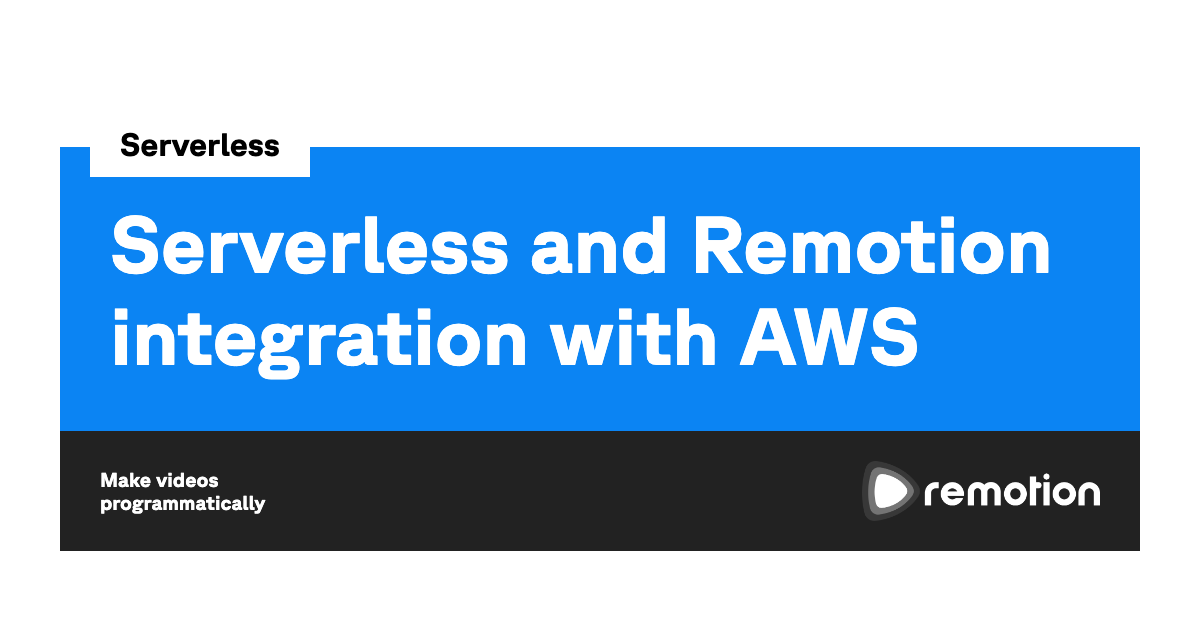 Serverless
Serverless and Remotion
integration with AWS
Make videos
programmatically
remotion